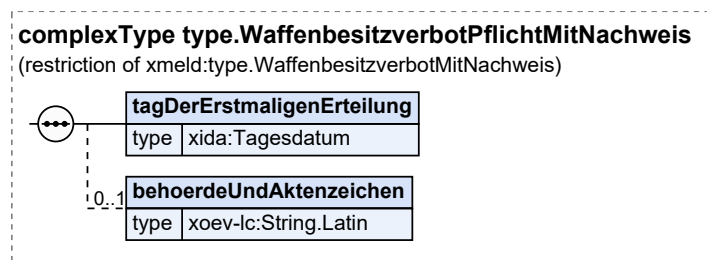 complexType type.WaffenbesitzverbotPflichtMitNachweis
(restriction of xmeld:type.WaffenbesitzverbotMitNachweis)
tagDerErstmaligenErteilung
type xida:Tagesdatum
0..1 behoerdeUndAktenzeichen
type xoev-lc:String.Latin